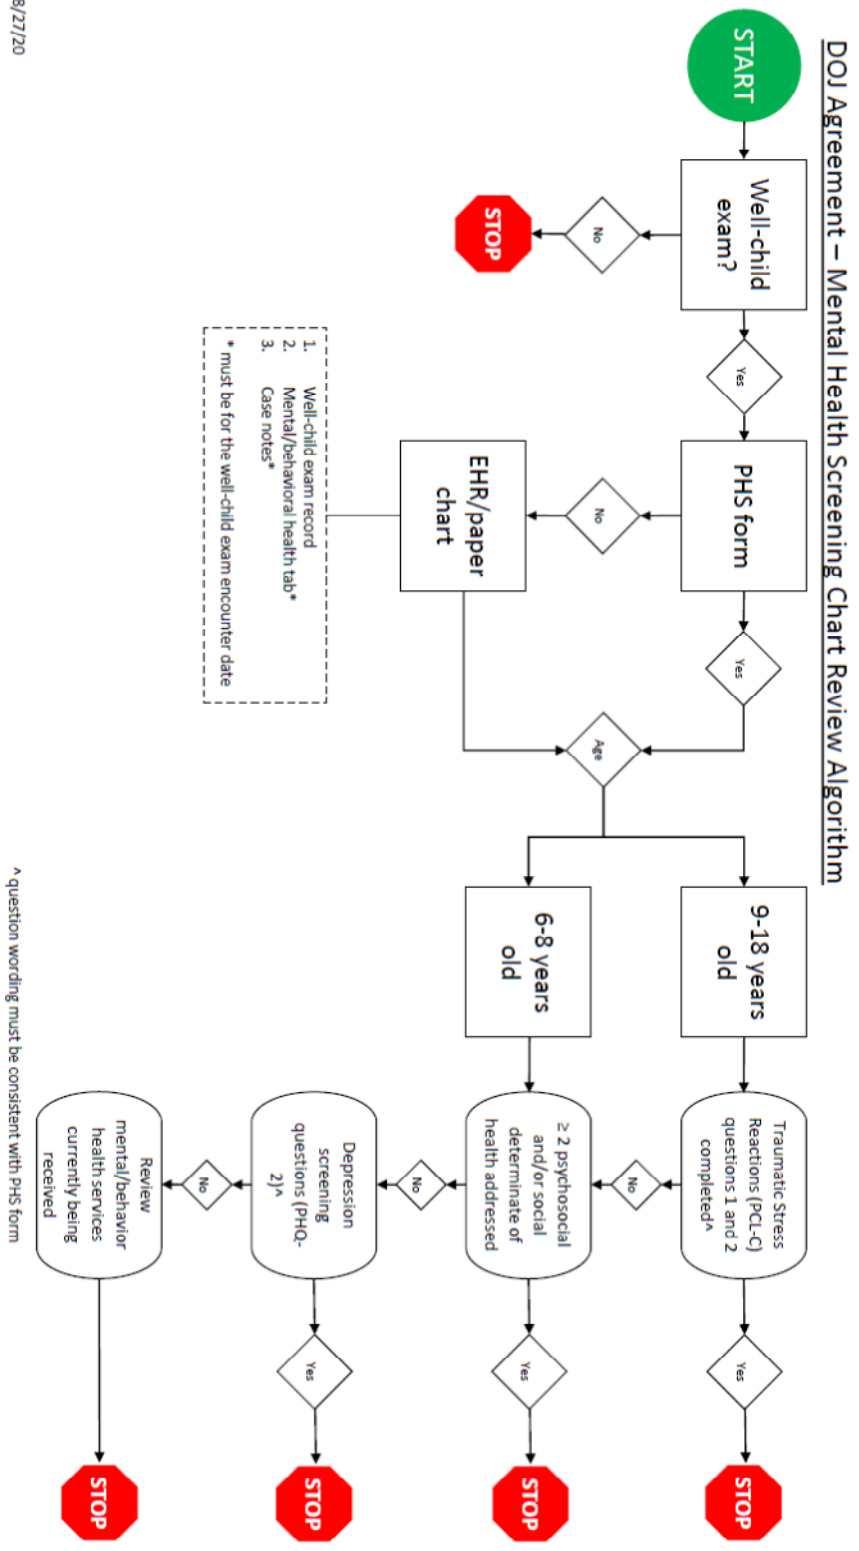 DOJ Agreement – Mental Health Screening Chart Review Algorithm
START
Well-child
exam?
Yes
No
STOP
PHS form
Yes
No
EHR/paper
chart
1. Well-child exam record
2. Mental/behavioral health tab*
3. Case notes*
* must be for the well-child exam encounter date
Age
9-18 years
old
6-8 years
old
Traumatic Stress
Reactions (PCL-C)
questions 1 and 2
completed^
Yes
STOP
No
≥ 2 psychosocial
and/or social
determinate of
health addressed
Yes
STOP
No
Depression
screening
questions (PHQ-
2)^
Yes
STOP
No
Review
mental/behavior
health services
currently being
received
STOP
8/27/20
^ question wording must be consistent with PHS form